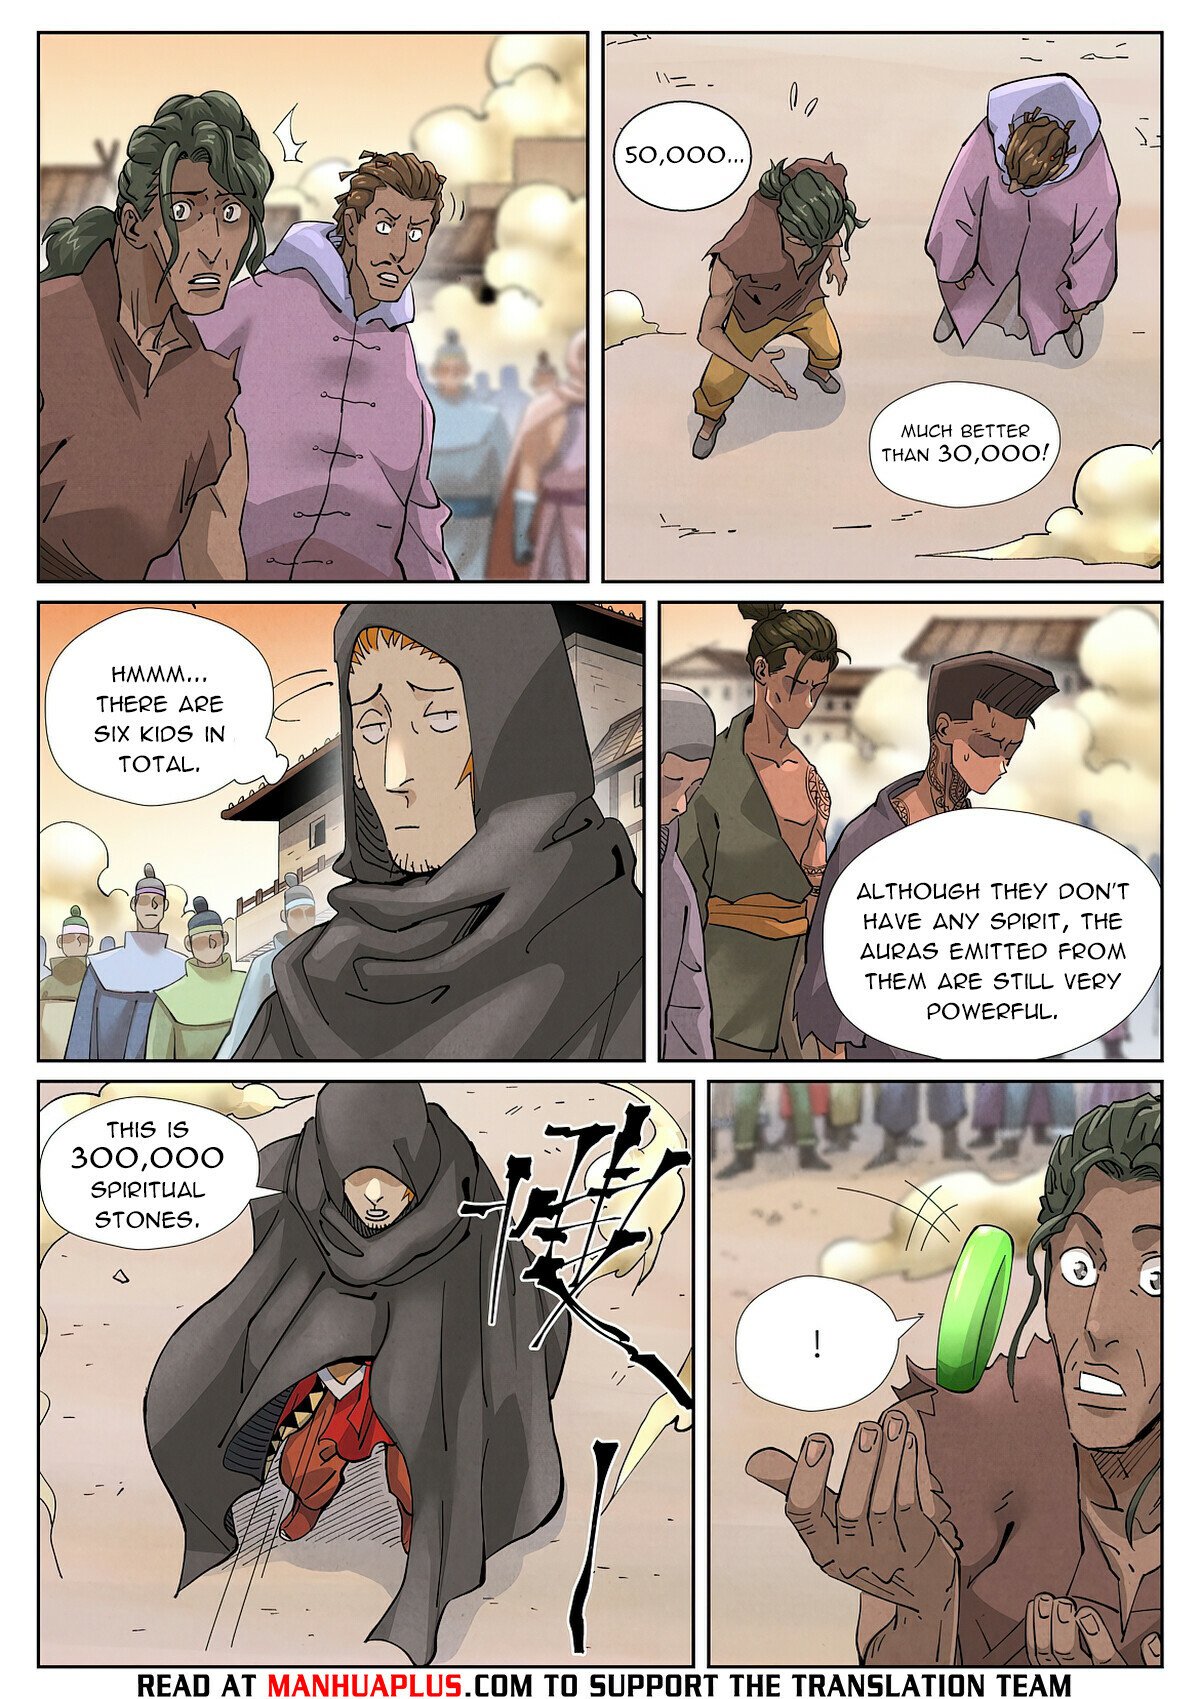 50,000...
MUCH BETTER
THAN 30,000!
HMMM...
THERE ARE
SIX KIDS IN
TOTAL.
ALTHOUGH THEY DON'T
HAVE ANY SPIRIT, THE
AURAS EMITTED FROM
THEM ARE STILL VERY
POWERFUL.
THIS IS
300,000
SPIRITUAL
STONES.
!
READ AT MANHUAPLUS.COM TO SUPPORT THE TRANSLATION TEAM